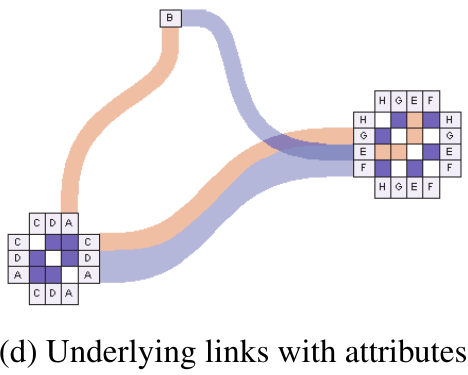 B
H G E F
H H
G G
E E
F F
H G E F
C D A
C C
D D
A A
C D A
(d) Underlying links with attributes